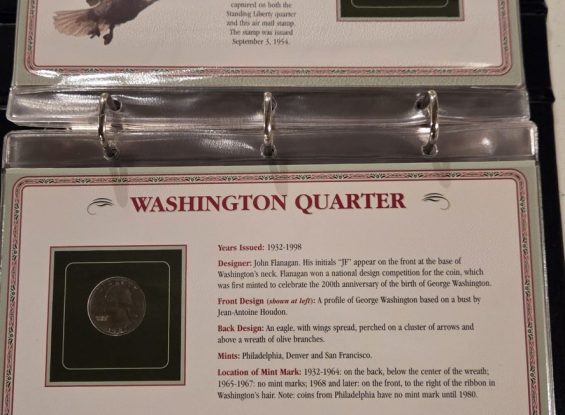 captured on both the
Standing Liberty quarter
and this air mail stamp.
The stamp was issued
September 3, 1954.
WASHINGTON QUARTER
Years Issued: 1932-1998
Designer: John Flanagan. His initials "JF" appear on the front at the base of
Washington's neck. Flanagan won a national design competition for the coin, which
was first minted to celebrate the 200th anniversary of the birth of George Washington.
Front Design (shown at left): A profile of George Washington based on a bust by
Jean-Antoine Houdon.
Back Design: An eagle, with wings spread, perched on a cluster of arrows and
above a wreath of olive branches.
Mints: Philadelphia, Denver and San Francisco.
Location of Mint Mark: 1932-1964: on the back, below the center of the wreath;
1965-1967: no mint marks; 1968 and later: on the front, to the right of the ribbon in
Washington's hair. Note: coins from Philadelphia have no mint mark until 1980.